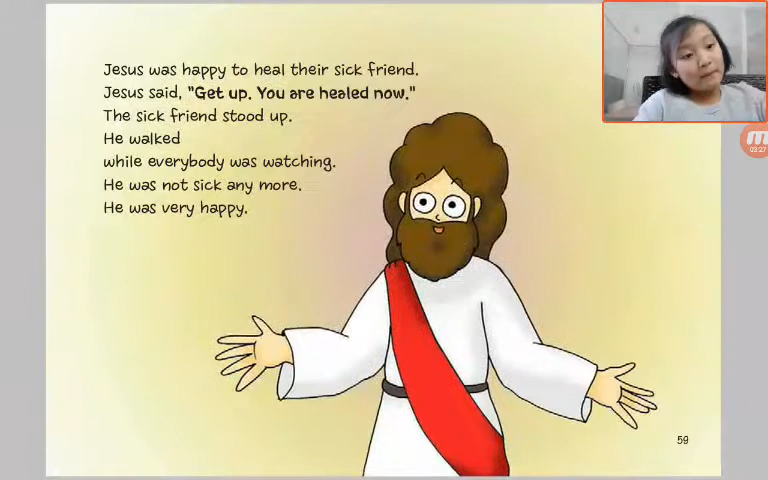 Jesus was happy to heal their sick friend.
Jesus said, "Get up. You are healed now."
The sick friend stood up.
He walked
while everybody was watching.
He was not sick any more.
He was very happy.
59
M
03:27